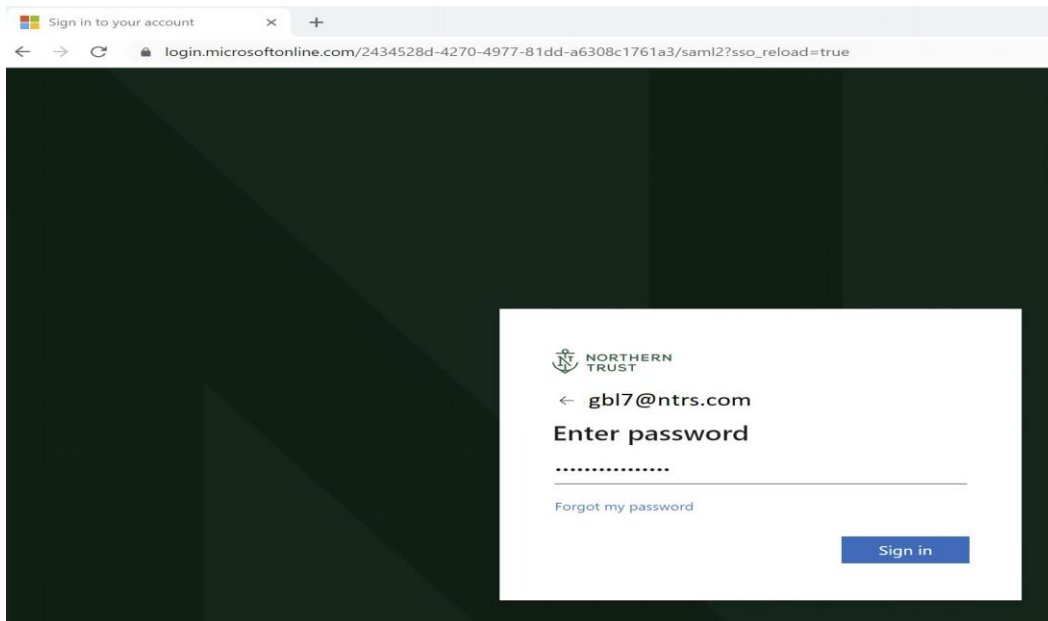 Sign in to your account
login.microsoftonline.com/2434528d-4270-4977-81dd-a6308c1761a3/saml2?sso_reload=true
NORTHERN
TRUST
gbl7@ntrs.com
Enter password
................
Forgot my password
Sign in